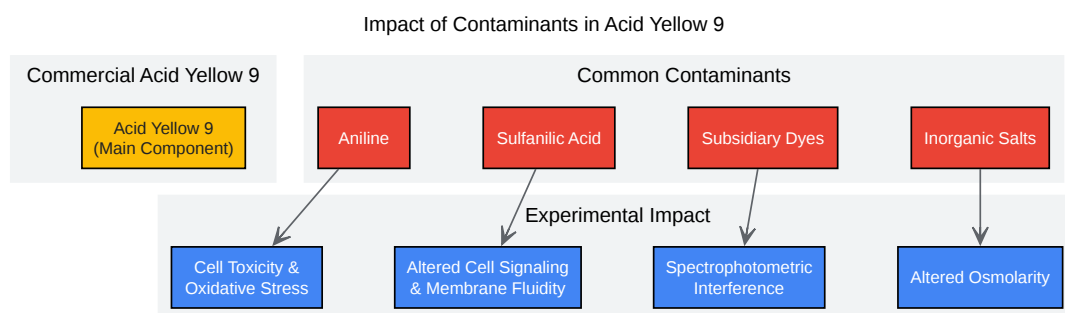 Impact of Contaminants in Acid Yellow 9
Commercial Acid Yellow 9
Common Contaminants
Acid Yellow 9
(Main Component)
Aniline
Sulfanilic Acid
Subsidiary Dyes
Inorganic Salts
Experimental Impact
Cell Toxicity &
Oxidative Stress
Altered Cell Signaling
& Membrane Fluidity
Spectrophotometric
Interference
Altered Osmolarity